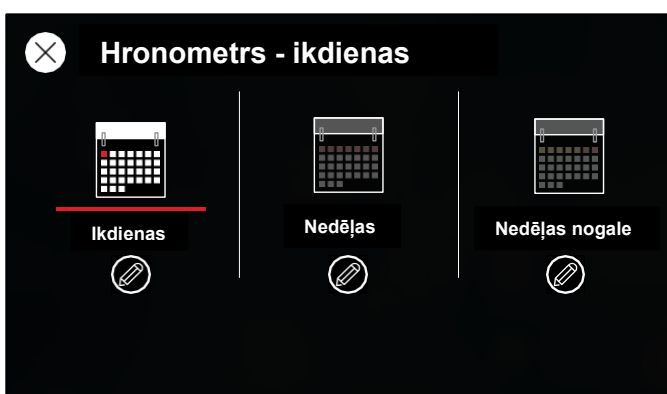 Hronometrs - ikdienas
Ikdienas
Nedēļas
Nedēļas nogale